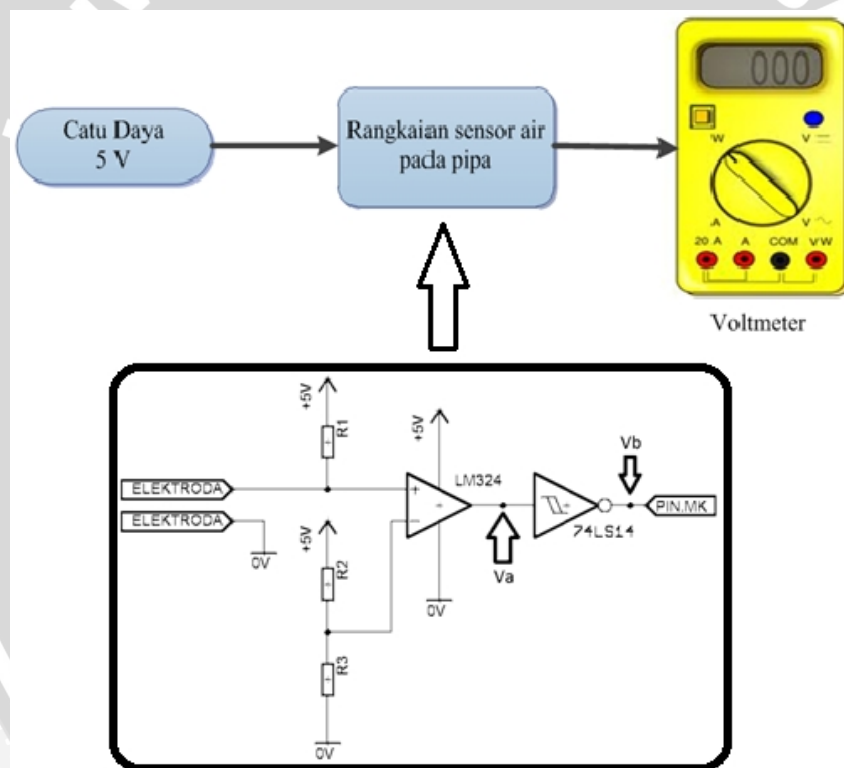 Catu Daya
5 V
Rangkaian sensor air
pada pipa
000
W
V
A
V
20 A
A
COM
VW
Voltmeter
+5V
R1
+5V
LM324
Vb
ELEKTRODA
+
PIN.MK
ELEKTRODA
-
74LS14
0V
+5V
R2
Va
0V
R3
0V